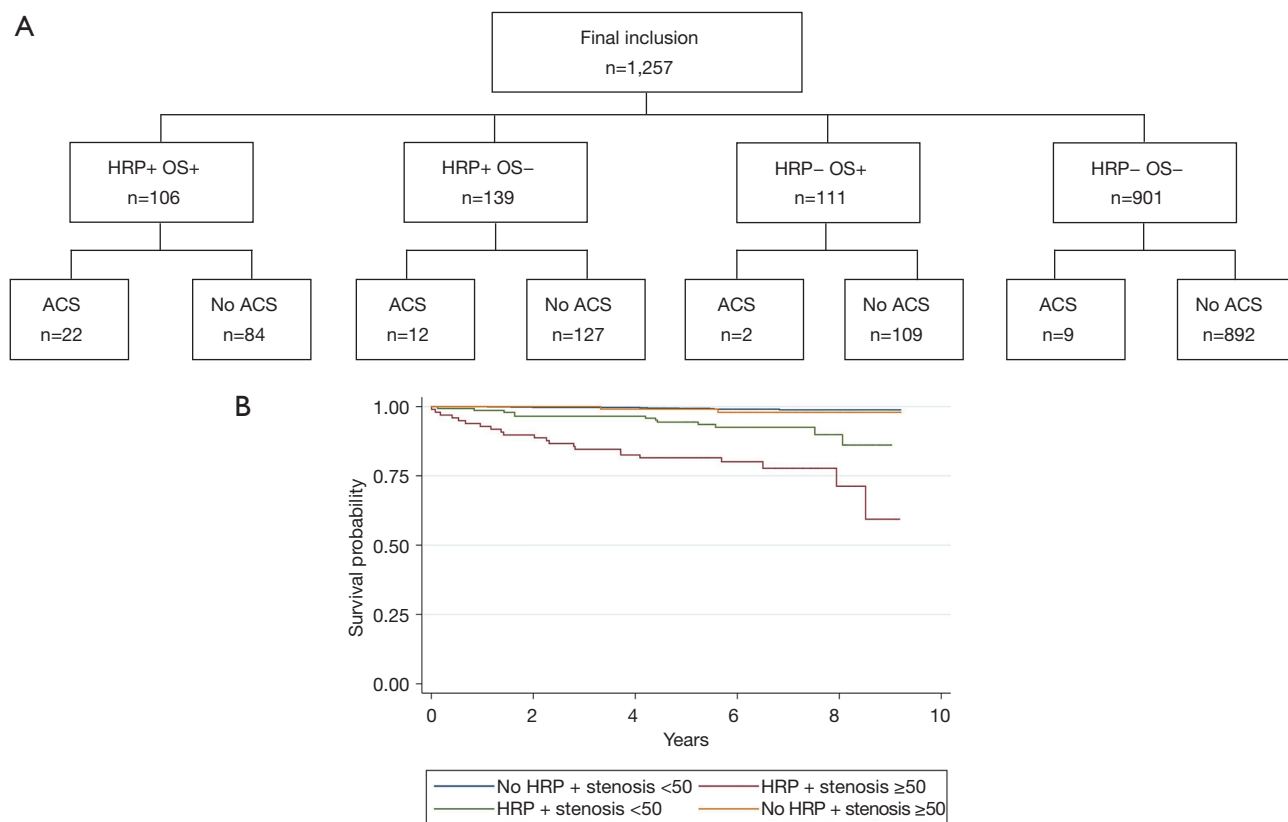 A
Final inclusion
n=1,257
HRP+ OS+
n=106
HRP+ OS−
n=139
HRP− OS+
n=111
HRP− OS−
n=901
ACS
n=22
No ACS
n=84
ACS
n=12
No ACS
n=127
ACS
n=2
No ACS
n=109
ACS
n=9
No ACS
n=892
B
Survival probability
1.00
0.75
0.50
0.25
0.00
0 2 4 6 8 10
Years
No HRP + stenosis <50 HRP + stenosis ≥50
HRP + stenosis <50 No HRP + stenosis ≥50